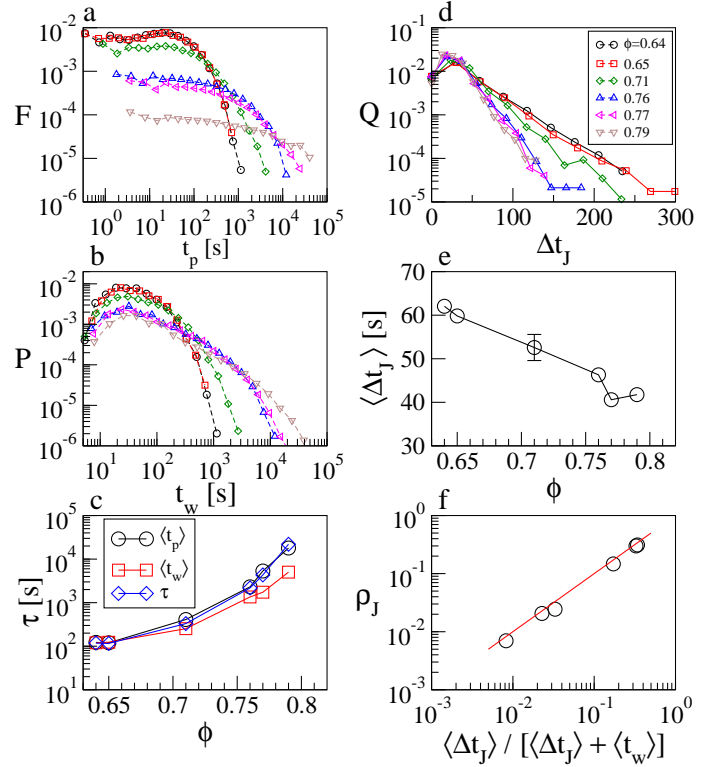 a
10^-2
10^-3
10^-4
10^-5
10^-6
F
10^0 10^1 10^2 10^3 10^4 10^5
t_p [s]
b
10^-2
10^-3
10^-4
10^-5
10^-6
P
10^1 10^2 10^3 10^4 10^5
t_w [s]
c
10^5
10^4
10^3
10^2
10^1
τ [s]
⟨t_p⟩
⟨t_w⟩
τ
0.65 0.7 0.75 0.8
ϕ
d
10^0
10^-1
10^-2
10^-3
10^-4
10^-5
Q
ϕ=0.64
0.65
0.71
0.76
0.77
0.79
0 100 200 300
Δt_J
e
70
60
50
40
30
⟨Δt_J⟩ [s]
0.65 0.7 0.75 0.8
ϕ
f
10^0
10^-1
10^-2
10^-3
ρ_J
10^-3 10^-2 10^-1 10^0
⟨Δt_J⟩ / [⟨Δt_J⟩ + ⟨t_w⟩]